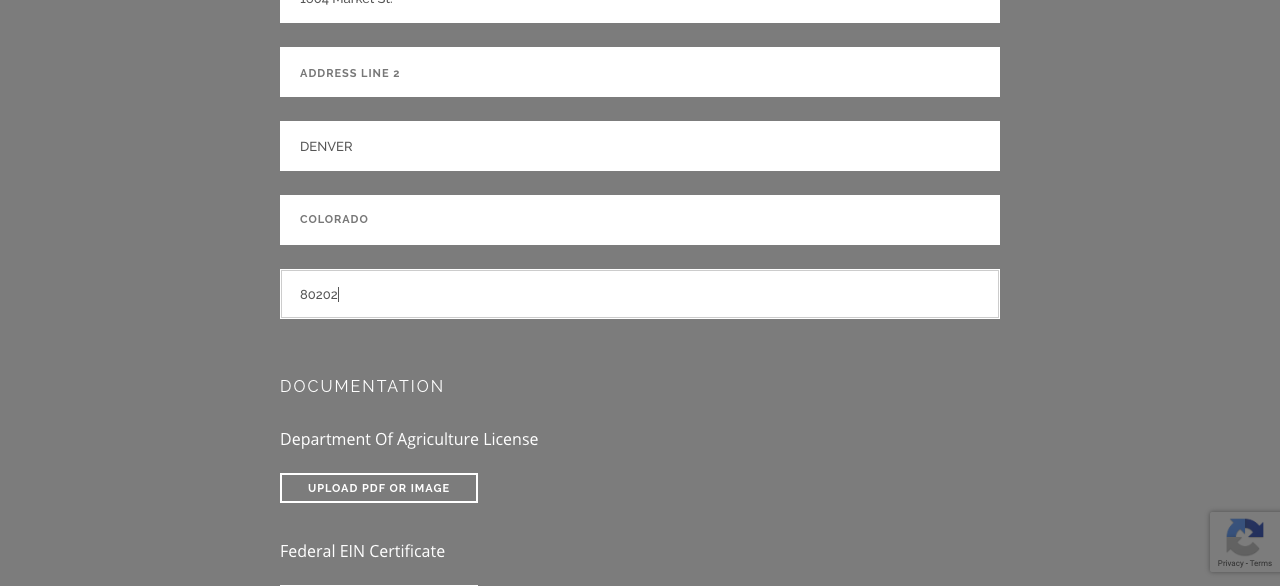 1664 Market St.
ADDRESS LINE 2
DENVER
COLORADO
80202
DOCUMENTATION
Department Of Agriculture License
UPLOAD PDF OR IMAGE
Federal EIN Certificate
Privacy - Terms